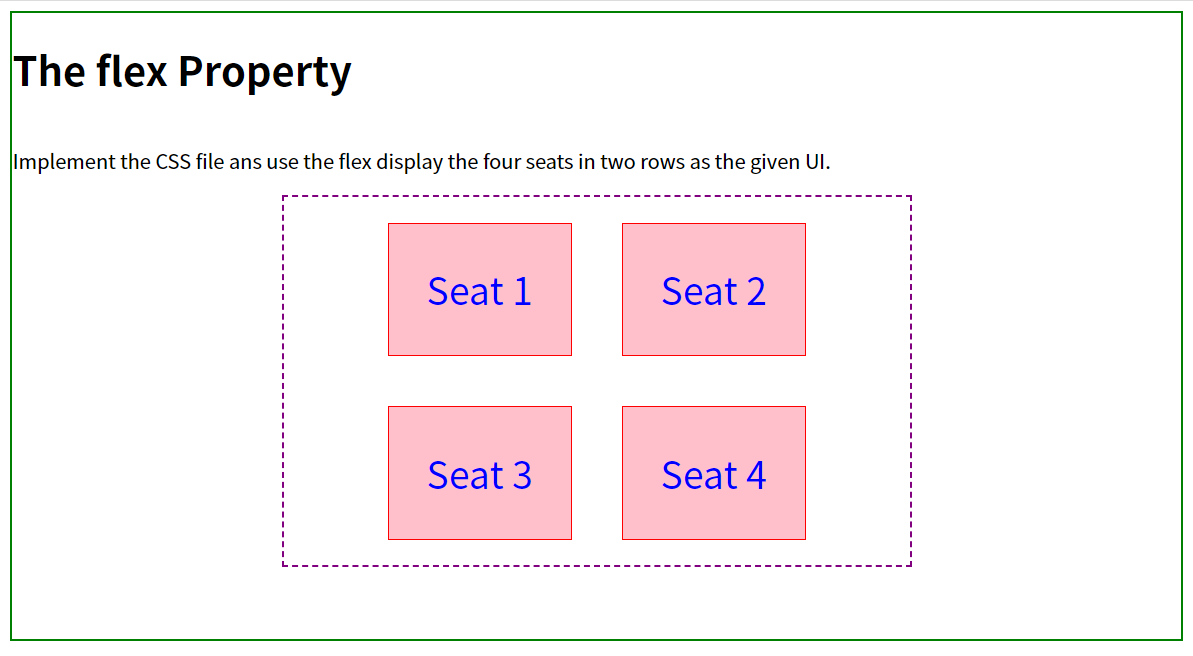 The flex Property
Implement the CSS file ans use the flex display the four seats in two rows as the given UI.
Seat 1 Seat 2
Seat 3 Seat 4